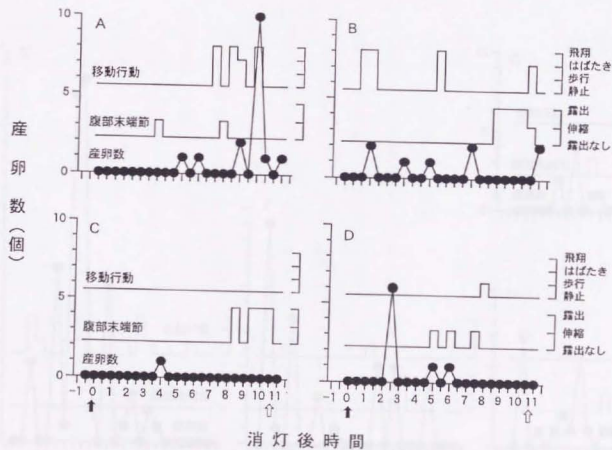 A
10
5
0
移動行動
腹部末端節
産卵数
B
飛翔
はばたき
歩行
静止
露出
伸縮
露出なし
産卵数(個)
C
10
5
0
移動行動
腹部末端節
産卵数
-1 0 1 2 3 4 5 6 7 8 9 10 11
D
飛翔
はばたき
歩行
静止
露出
伸縮
露出なし
-1 0 1 2 3 4 5 6 7 8 9 10 11
消灯後時間